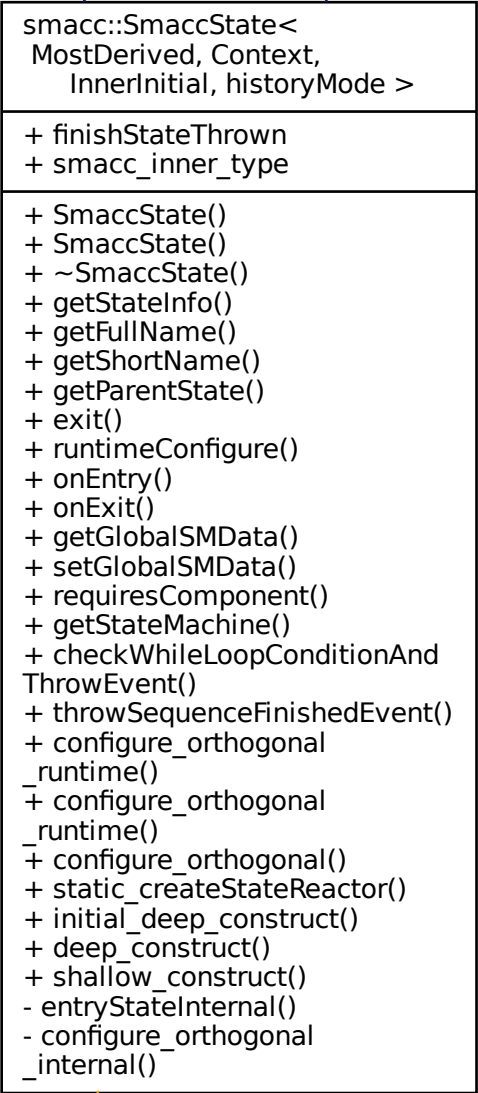 smacc::SmaccState<
MostDerived, Context,
InnerInitial, historyMode >
+ finishStateThrown
+ smacc_inner_type
+ SmaccState()
+ SmaccState()
+ ~SmaccState()
+ getStateInfo()
+ getFullName()
+ getShortName()
+ getParentState()
+ exit()
+ runtimeConfigure()
+ onEntry()
+ onExit()
+ getGlobalSMData()
+ setGlobalSMData()
+ requiresComponent()
+ getStateMachine()
+ checkWhileLoopConditionAnd
ThrowEvent()
+ throwSequenceFinishedEvent()
+ configure_orthogonal
_runtime()
+ configure_orthogonal
_runtime()
+ configure_orthogonal()
+ static_createStateReactor()
+ initial_deep_construct()
+ deep_construct()
+ shallow_construct()
- entryStateInternal()
- configure_orthogonal
_internal()